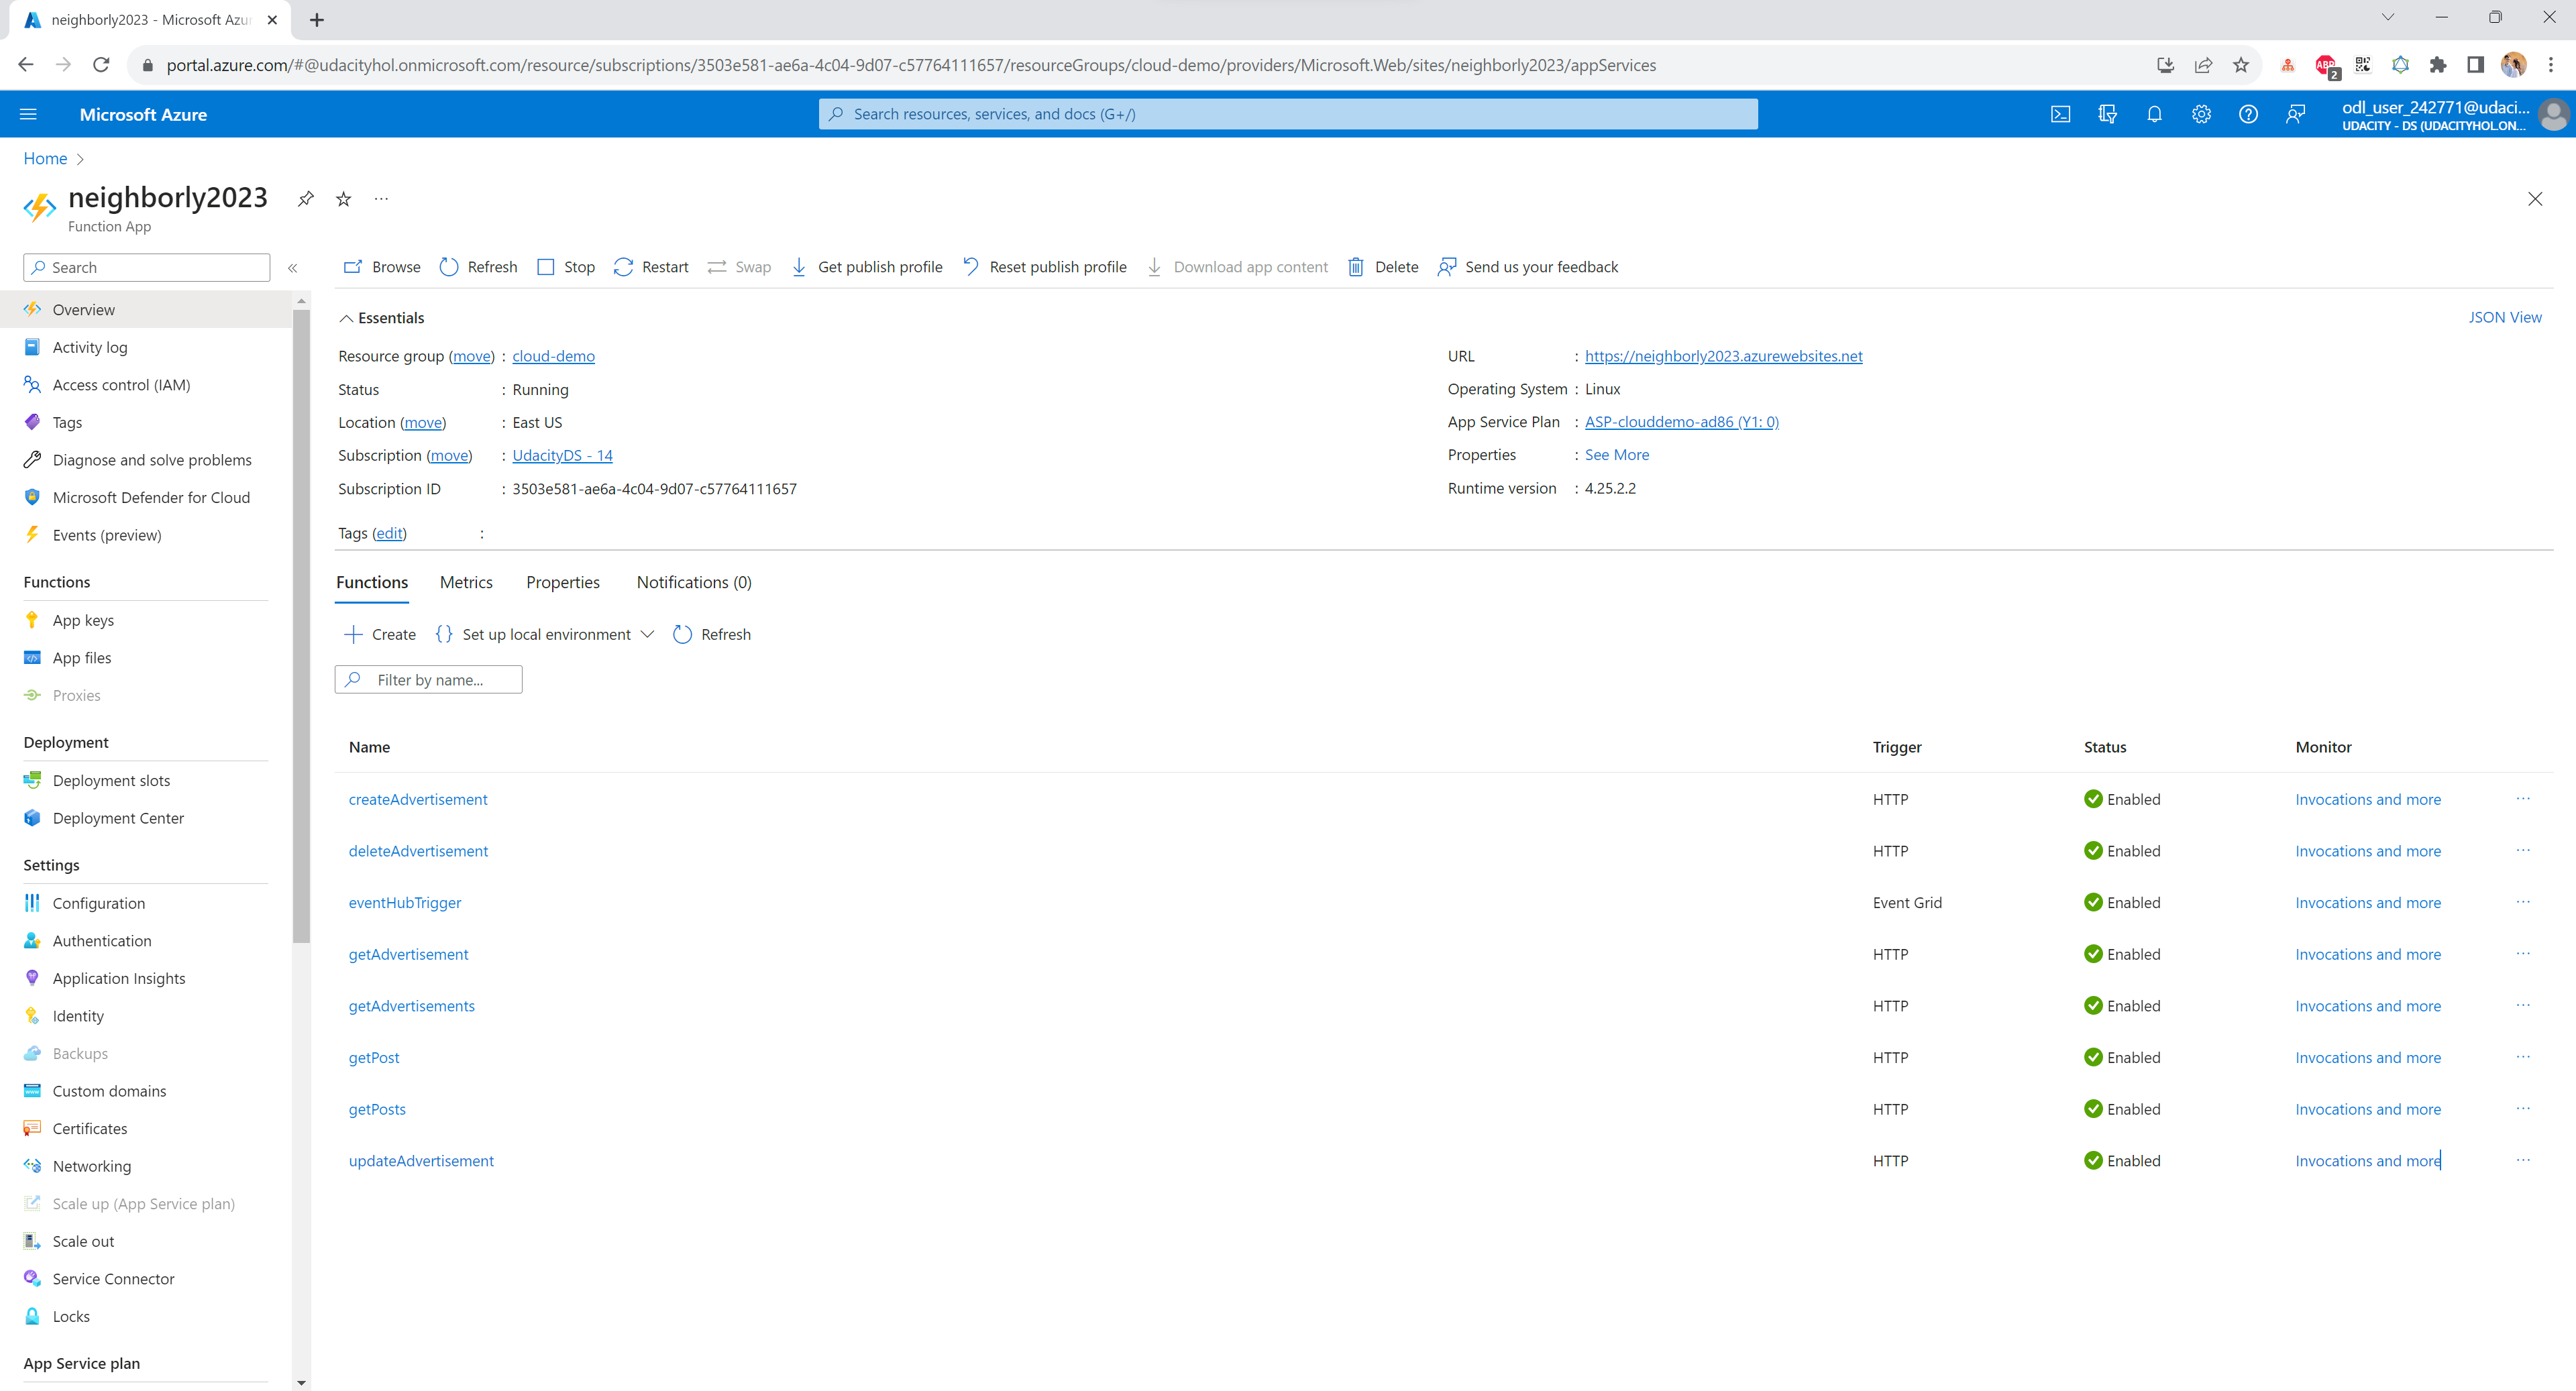 neighborly2023 - Microsoft Azu
portal.azure.com/#@udacityhol.onmicrosoft.com/resource/subscriptions/3503e581-ae6a-4c04-9d07-c57764111657/resourceGroups/cloud-demo/providers/Microsoft.Web/sites/neighborly2023/appServices
ABP
2
Microsoft Azure
Search resources, services, and docs (G+/)
odl_user_242771@udaci...
UDACITY - DS (UDACITYHOL.ON...
Home
neighborly2023
Function App
Search
Browse Refresh Stop Restart Swap Get publish profile Reset publish profile Download app content Delete Send us your feedback
Overview
Activity log
Access control (IAM)
Tags
Diagnose and solve problems
Microsoft Defender for Cloud
Events (preview)
Functions
App keys
App files
Proxies
Deployment
Deployment slots
Deployment Center
Settings
Configuration
Authentication
Application Insights
Identity
Backups
Custom domains
Certificates
Networking
Scale up (App Service plan)
Scale out
Service Connector
Locks
App Service plan
Essentials
JSON View
Resource group (move) : cloud-demo
Status : Running
Location (move) : East US
Subscription (move) : UdacityDS - 14
Subscription ID : 3503e581-ae6a-4c04-9d07-c57764111657
Tags (edit) :
URL : https://neighborly2023.azurewebsites.net
Operating System : Linux
App Service Plan : ASP-clouddemo-ad86 (Y1: 0)
Properties : See More
Runtime version : 4.25.2.2
Functions Metrics Properties Notifications (0)
Create Set up local environment Refresh
Filter by name...
Name Trigger Status Monitor
createAdvertisement HTTP Enabled Invocations and more ...
deleteAdvertisement HTTP Enabled Invocations and more ...
eventHubTrigger Event Grid Enabled Invocations and more ...
getAdvertisement HTTP Enabled Invocations and more ...
getAdvertisements HTTP Enabled Invocations and more ...
getPost HTTP Enabled Invocations and more ...
getPosts HTTP Enabled Invocations and more ...
updateAdvertisement HTTP Enabled Invocations and more ...